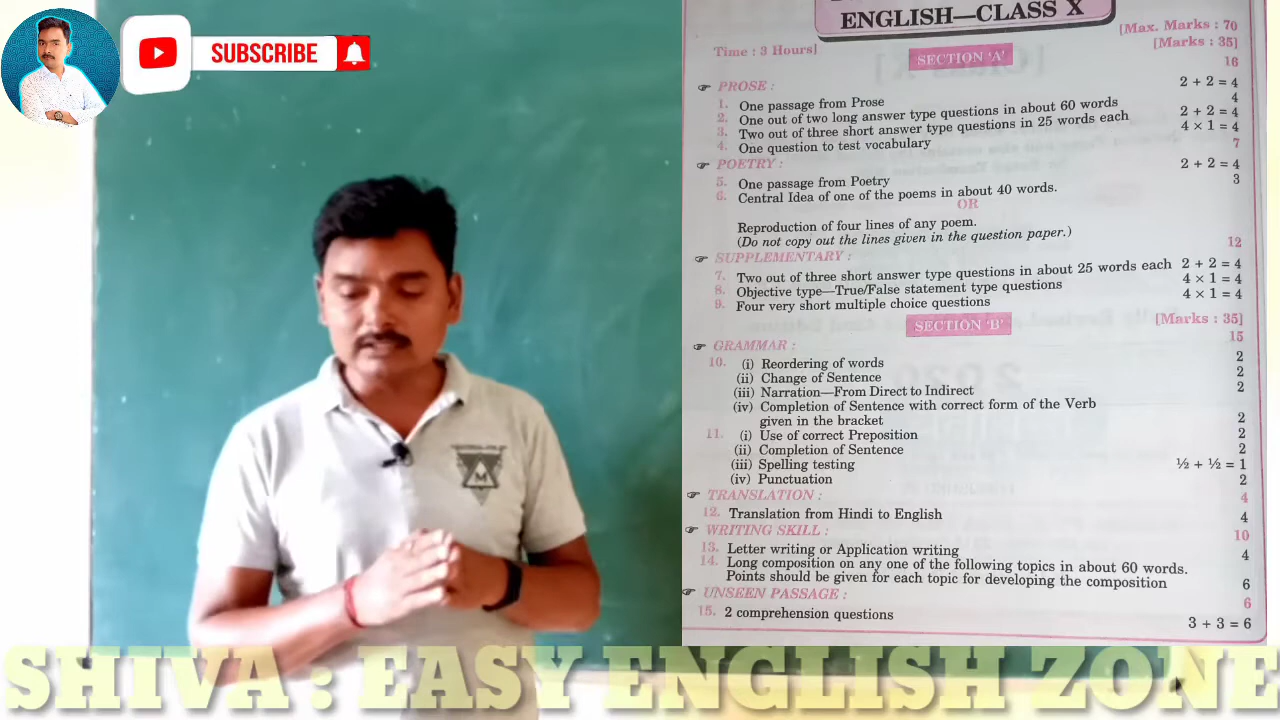 SUBSCRIBE
ENGLISH—CLASS X
Time : 3 Hours]
[Max. Marks : 70
SECTION 'A'
[Marks : 35]
☞ PROSE : 16
1. One passage from Prose 2 + 2 = 4
2. One out of two long answer type questions in about 60 words 4
3. Two out of three short answer type questions in 25 words each 2 + 2 = 4
4. One question to test vocabulary 4 × 1 = 4
☞ POETRY : 7
5. One passage from Poetry 2 + 2 = 4
6. Central Idea of one of the poems in about 40 words. 3
OR
Reproduction of four lines of any poem.
(Do not copy out the lines given in the question paper.)
☞ SUPPLEMENTARY : 12
7. Two out of three short answer type questions in about 25 words each 2 + 2 = 4
8. Objective type—True/False statement type questions 4 × 1 = 4
9. Four very short multiple choice questions 4 × 1 = 4
SECTION 'B' [Marks : 35]
☞ GRAMMAR : 15
10. (i) Reordering of words 2
(ii) Change of Sentence 2
(iii) Narration—From Direct to Indirect 2
(iv) Completion of Sentence with correct form of the Verb
given in the bracket 2
11. (i) Use of correct Preposition 2
(ii) Completion of Sentence 2
(iii) Spelling testing ½ + ½ = 1
(iv) Punctuation 2
☞ TRANSLATION : 4
12. Translation from Hindi to English 4
☞ WRITING SKILL : 10
13. Letter writing or Application writing 4
14. Long composition on any one of the following topics in about 60 words.
Points should be given for each topic for developing the composition 6
☞ UNSEEN PASSAGE : 6
15. 2 comprehension questions 3 + 3 = 6
SHIVA : EASY ENGLISH ZONE